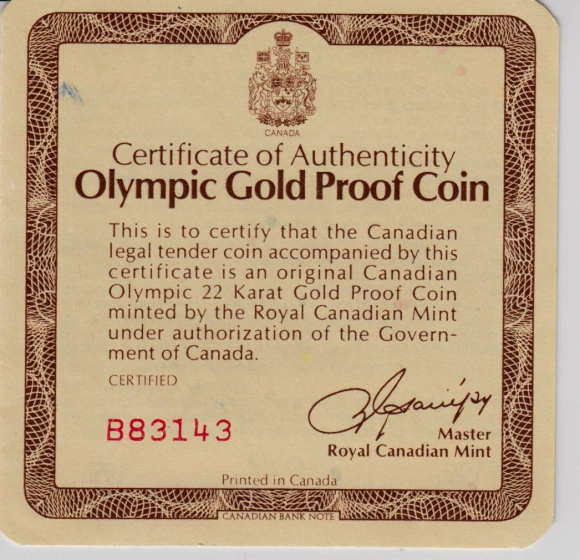 CANADA
Certificate of Authenticity
Olympic Gold Proof Coin
This is to certify that the Canadian
legal tender coin accompanied by this
certificate is an original Canadian
Olympic 22 Karat Gold Proof Coin
minted by the Royal Canadian Mint
under authorization of the Govern-
ment of Canada.
CERTIFIED
B83143
Master
Royal Canadian Mint
Printed in Canada
CANADIAN BANK NOTE